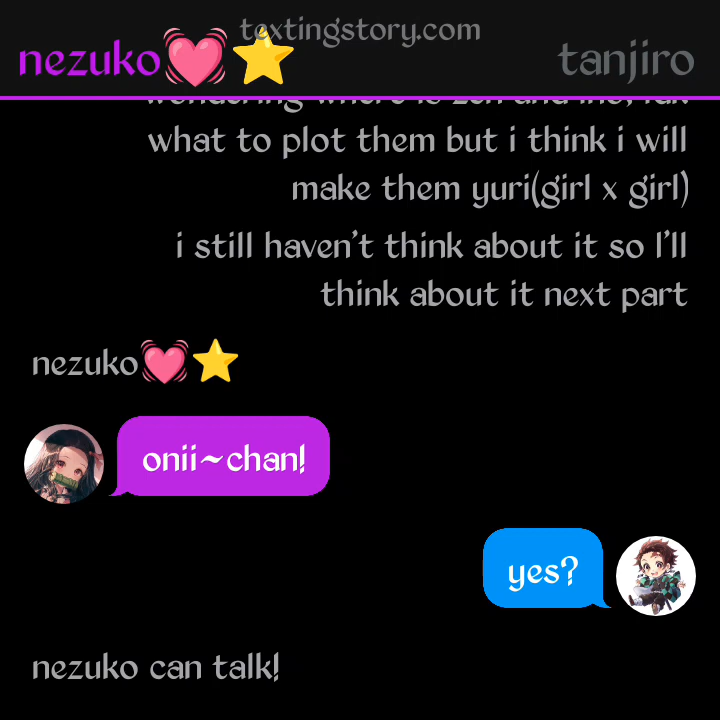 textingstory.com
nezuko💓⭐ tanjiro
what to plot them but i think i will
make them yuri(girl x girl)
i still haven't think about it so I'll
think about it next part
nezuko💓⭐
onii~chan!
yes?
nezuko can talk!